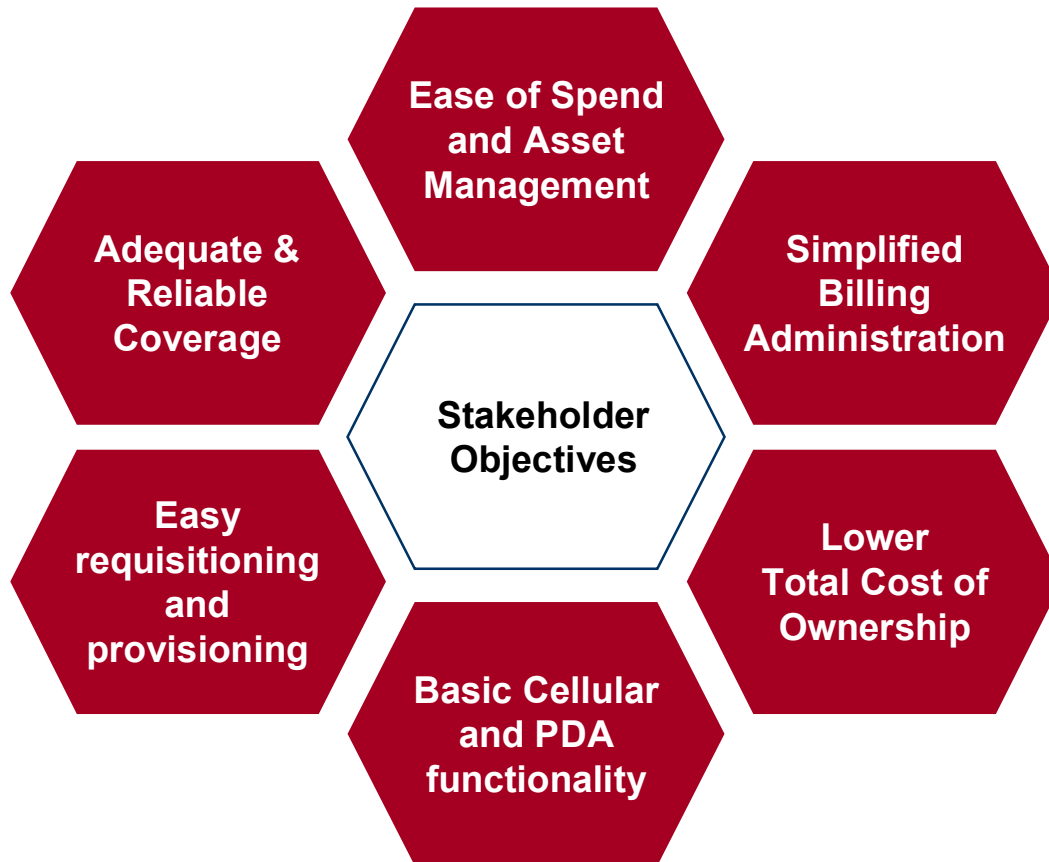 Ease of Spend
and Asset
Management
Adequate &
Reliable
Coverage
Simplified
Billing
Administration
Stakeholder
Objectives
Easy
requisitioning
and
provisioning
Lower
Total Cost of
Ownership
Basic Cellular
and PDA
functionality